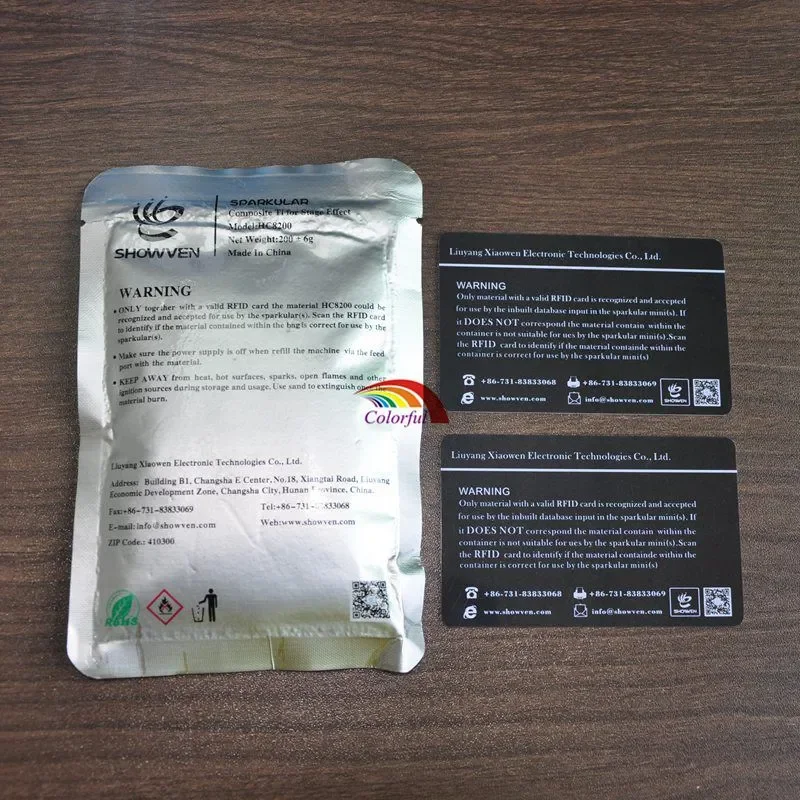 SHOWVEN
SPARKULAR
Composite Ti for Stage Effect
Model:HC8200
Net Weight:200 ± 6g
Made in China
WARNING
• ONLY together with a valid RFID card the material HC8200 could be
recognized and accepted for use by the sparkular(s). Scan the RFID card
to identify if the material contained within the bag is correct for use by the
sparkular(s).
• Make sure the power supply is off when refill the machine via the feed
port with the material.
• KEEP AWAY from heat, hot surfaces, sparks, open flames and other
ignition sources during storage and usage. Use sand to extinguish once the
material burn.
Colorful
Liuyang Xiaowen Electronic Technologies Co., Ltd.
Address: Building B1, Changsha E Center, No.18, Xiangtai Road, Liuyang
Economic Development Zone, Changsha City, Hunan Province, China.
Fax:+86-731-83833069 Tel:+86-731-83833068
E-mail:info@showven.com Web:www.showven.com
ZIP Code: 410300
RoHS
Liuyang Xiaowen Electronic Technologies Co., Ltd.
WARNING
Only material with a valid RFID card is recognized and accepted
for use by the inbuilt database input in the sparkular mini(s). If
it DOES NOT correspond the material contain within the
container is not suitable for ues by the sparkular mini(s).Scan
the RFID card to identify if the material containde within the
container is correct for use by the sparkular mini(s)
+86-731-83833068 +86-731-83833069
www.showven.com info@showven.com
SHOWVEN
Liuyang Xiaowen Electronic Technologies Co., Ltd.
WARNING
Only material with a valid RFID card is recognized and accepted
for use by the inbuilt database input in the sparkular mini(s). If
it DOES NOT correspond the material contain within the
container is not suitable for ues by the sparkular mini(s).Scan
the RFID card to identify if the material containde within the
container is correct for use by the sparkular mini(s)
+86-731-83833068 +86-731-83833069
www.showven.com info@showven.com
SHOWVEN